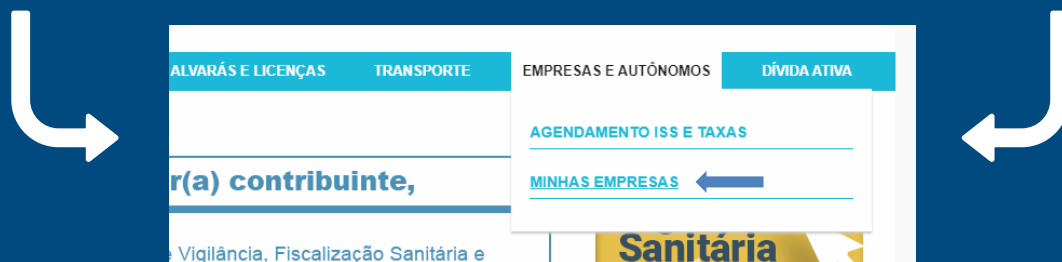 ALVARÁS E LICENÇAS TRANSPORTE EMPRESAS E AUTÔNOMOS DÍVIDA ATIVA
AGENDAMENTO ISS E TAXAS
r(a) contribuinte,
MINHAS EMPRESAS
e Vigilância, Fiscalização Sanitária e
Sanitária